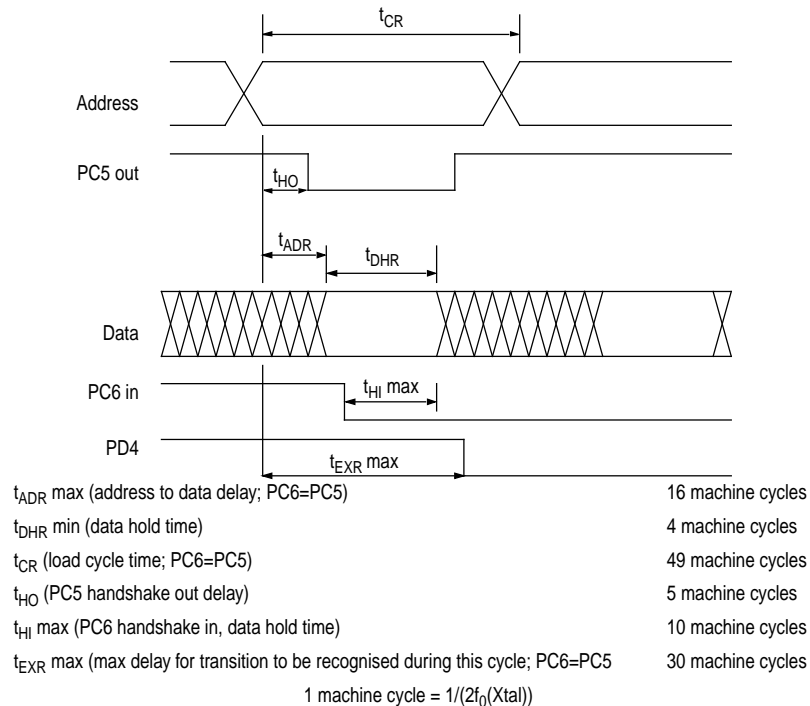 tCR
Address
PC5 out
tHO
tADR
tDHR
Data
PC6 in
tHI max
PD4
tEXR max
tADR max (address to data delay; PC6=PC5) 16 machine cycles
tDHR min (data hold time) 4 machine cycles
tCR (load cycle time; PC6=PC5) 49 machine cycles
tHO (PC5 handshake out delay) 5 machine cycles
tHI max (PC6 handshake in, data hold time) 10 machine cycles
tEXR max (max delay for transition to be recognised during this cycle; PC6=PC5 30 machine cycles
1 machine cycle = 1/(2f0(Xtal))